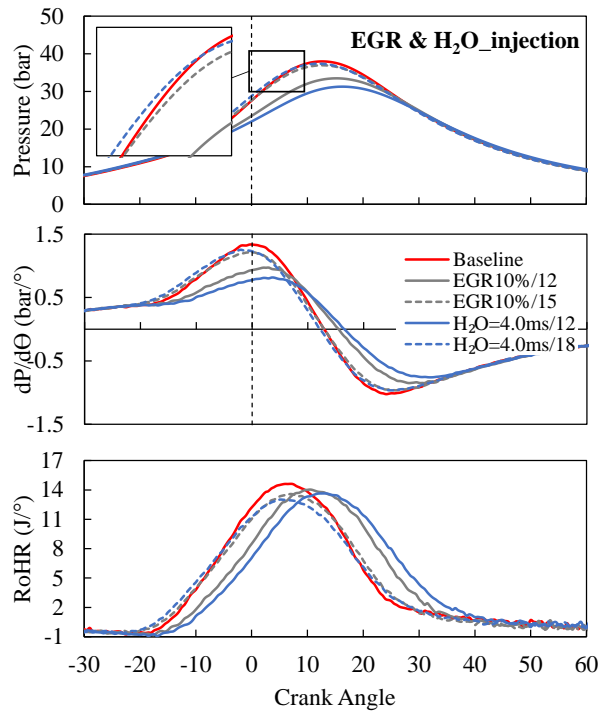 EGR & H₂O_injection
Pressure (bar)
50
40
30
20
10
0
dP/dΘ (bar/°)
1.5
0.5
-0.5
-1.5
Baseline
EGR10%/12
EGR10%/15
H₂O=4.0ms/12
H₂O=4.0ms/18
RoHR (J/°)
17
14
11
8
5
2
-1
-30 -20 -10 0 10 20 30 40 50 60
Crank Angle